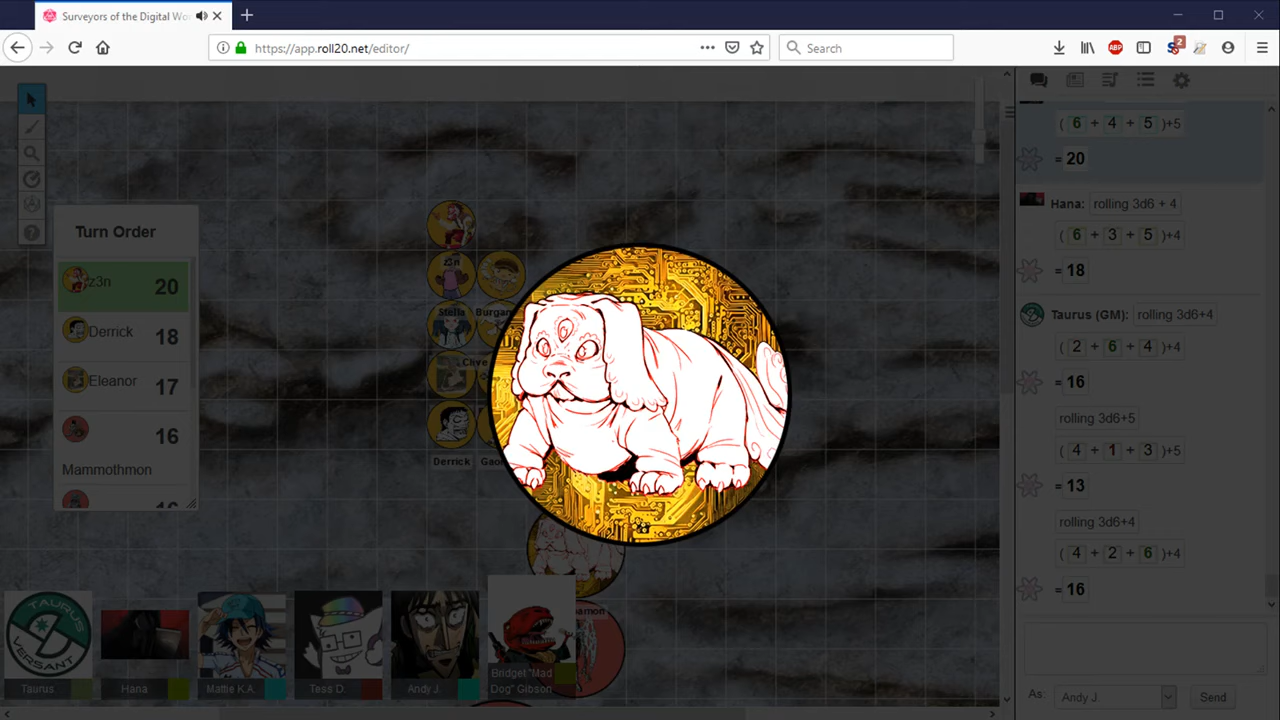 Surveyors of the Digital Wor
https://app.roll20.net/editor/
Search
ABP
2
Turn Order
z3n 20
Derrick 18
Eleanor 17
16
Mammothmon
z3n
Stella
Clive
Derrick
( 6 + 4 + 5 )+5
= 20
Hana: rolling 3d6 + 4
( 6 + 3 + 5 )+4
= 18
Taurus (GM): rolling 3d6+4
( 2 + 6 + 4 )+4
= 16
rolling 3d6+5
( 4 + 1 + 3 )+5
= 13
rolling 3d6+4
( 4 + 2 + 6 )+4
= 16
TAURUS
VERSANT
Taurus
Hana
Mattie K.A.
Tess D.
Andy J.
Bridget "Mad
Dog" Gibson
As: Andy J. Send